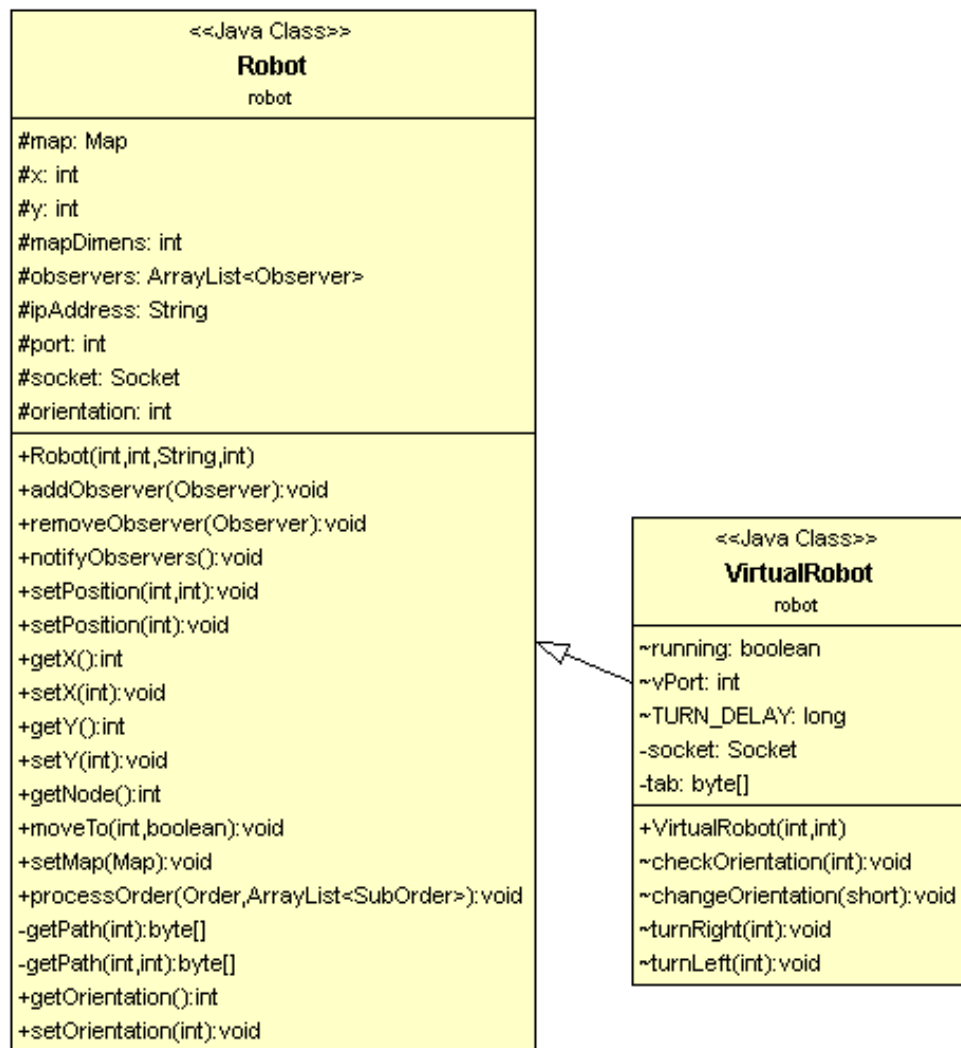 <<Java Class>>
Robot
robot
#map: Map
#x: int
#y: int
#mapDimens: int
#observers: ArrayList<Observer>
#ipAddress: String
#port: int
#socket: Socket
#orientation: int
+Robot(int,int,String,int)
+addObserver(Observer):void
+removeObserver(Observer):void
+notifyObservers():void
+setPosition(int,int):void
+setPosition(int):void
+getX():int
+setX(int):void
+getY():int
+setY(int):void
+getNode():int
+moveTo(int,boolean):void
+setMap(Map):void
+processOrder(Order,ArrayList<SubOrder>):void
-getPath(int):byte[]
-getPath(int,int):byte[]
+getOrientation():int
+setOrientation(int):void
<<Java Class>>
VirtualRobot
robot
~running: boolean
~vPort: int
~TURN_DELAY: long
-socket: Socket
-tab: byte[]
+VirtualRobot(int,int)
~checkOrientation(int):void
~changeOrientation(short):void
~turnRight(int):void
~turnLeft(int):void